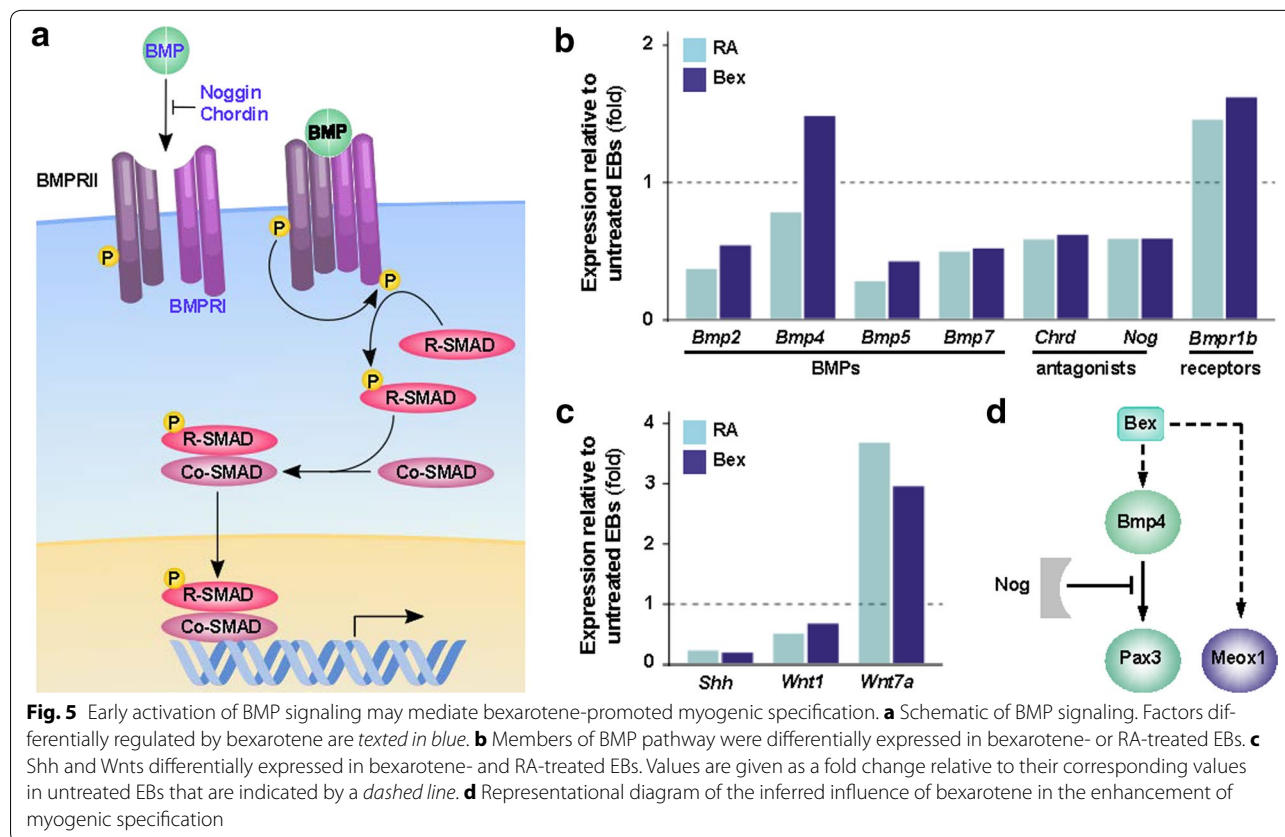 a
BMP
Noggin
Chordin
BMP
BMPRII
P
P
P
BMPRI
R-SMAD
P
R-SMAD
P
R-SMAD
Co-SMAD
Co-SMAD
P
R-SMAD
Co-SMAD
b
Expression relative to
untreated EBs (fold)
2
1
0
RA
Bex
Bmp2 Bmp4 Bmp5 Bmp7 Chrd Nog Bmpr1b
BMPs antagonists receptors
c
Expression relative to
untreated EBs (fold)
4
3
2
1
0
RA
Bex
Shh Wnt1 Wnt7a
d
Bex
Bmp4
Nog
Pax3 Meox1
Fig. 5 Early activation of BMP signaling may mediate bexarotene-promoted myogenic specification. a Schematic of BMP signaling. Factors dif-
ferentially regulated by bexarotene are texted in blue. b Members of BMP pathway were differentially expressed in bexarotene- or RA-treated EBs. c
Shh and Wnts differentially expressed in bexarotene- and RA-treated EBs. Values are given as a fold change relative to their corresponding values
in untreated EBs that are indicated by a dashed line. d Representational diagram of the inferred influence of bexarotene in the enhancement of
myogenic specification